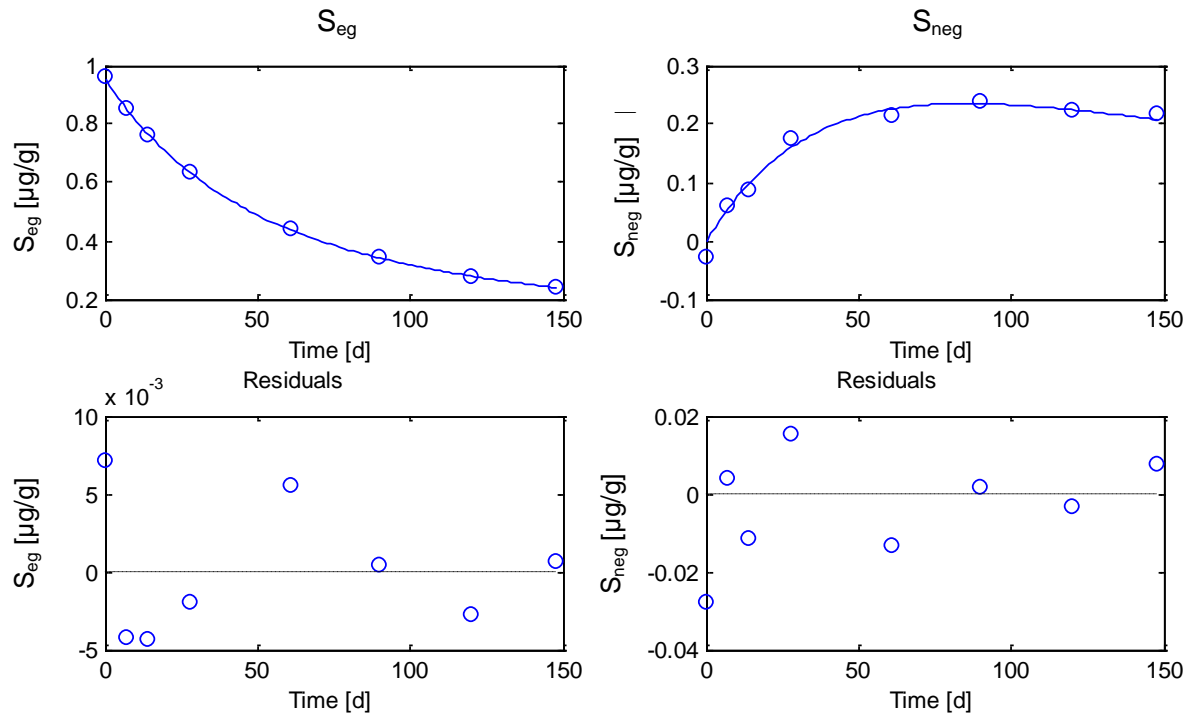 S_eg
1
0.8
0.6
0.4
0.2
S_eg [µg/g]
0 50 100 150
Time [d]
S_neg
0.3
0.2
0.1
0
-0.1
S_neg [µg/g]
0 50 100 150
Time [d]
x 10^-3
Residuals
10
5
0
-5
S_eg [µg/g]
0 50 100 150
Time [d]
Residuals
0.02
0
-0.02
-0.04
S_neg [µg/g]
0 50 100 150
Time [d]